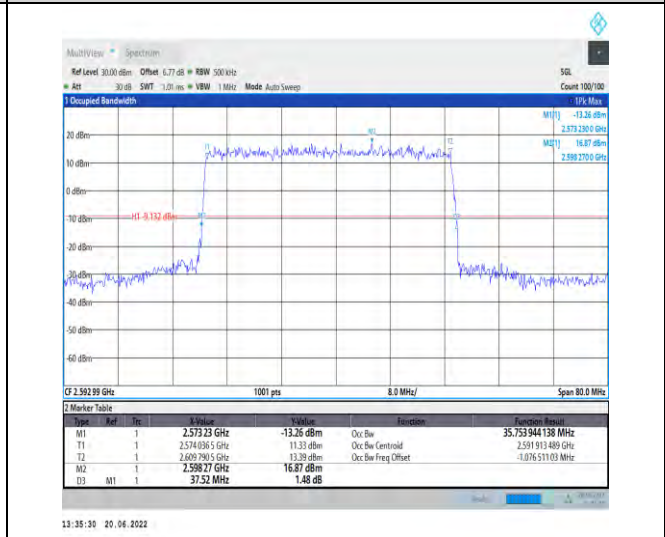 MultiView Spectrum
Ref Level 30.00 dBm Offset 6.77 dB RBW 500 kHz SGL
Att 30 dB SWT 1.01 ms VBW 1 MHz Mode Auto Sweep Count 100/100
1 Occupied Bandwidth 1Pk Max
M1[1] -13.26 dBm
2.573 2300 GHz
M2[1] 16.87 dBm
2.598 2700 GHz
20 dBm
M2
T1
T2
10 dBm
0 dBm
-10 dBm
H1 -9.132 dBm
-20 dBm
-30 dBm
-40 dBm
-50 dBm
-60 dBm
CF 2.592 99 GHz 1001 pts 8.0 MHz/ Span 80.0 MHz
2 Marker Table
Type Ref Trc X-Value Y-Value Function Function Result
M1 1 2.573 23 GHz -13.26 dBm Occ Bw 35.753 944 138 MHz
T1 1 2.574 036 5 GHz 11.33 dBm Occ Bw Centroid 2.591 913 489 GHz
T2 1 2.609 790 5 GHz 13.39 dBm Occ Bw Freq Offset -1.076 511 03 MHz
M2 1 2.598 27 GHz 16.87 dBm
D3 M1 1 37.52 MHz 1.48 dB
13:35:30 20.06.2022